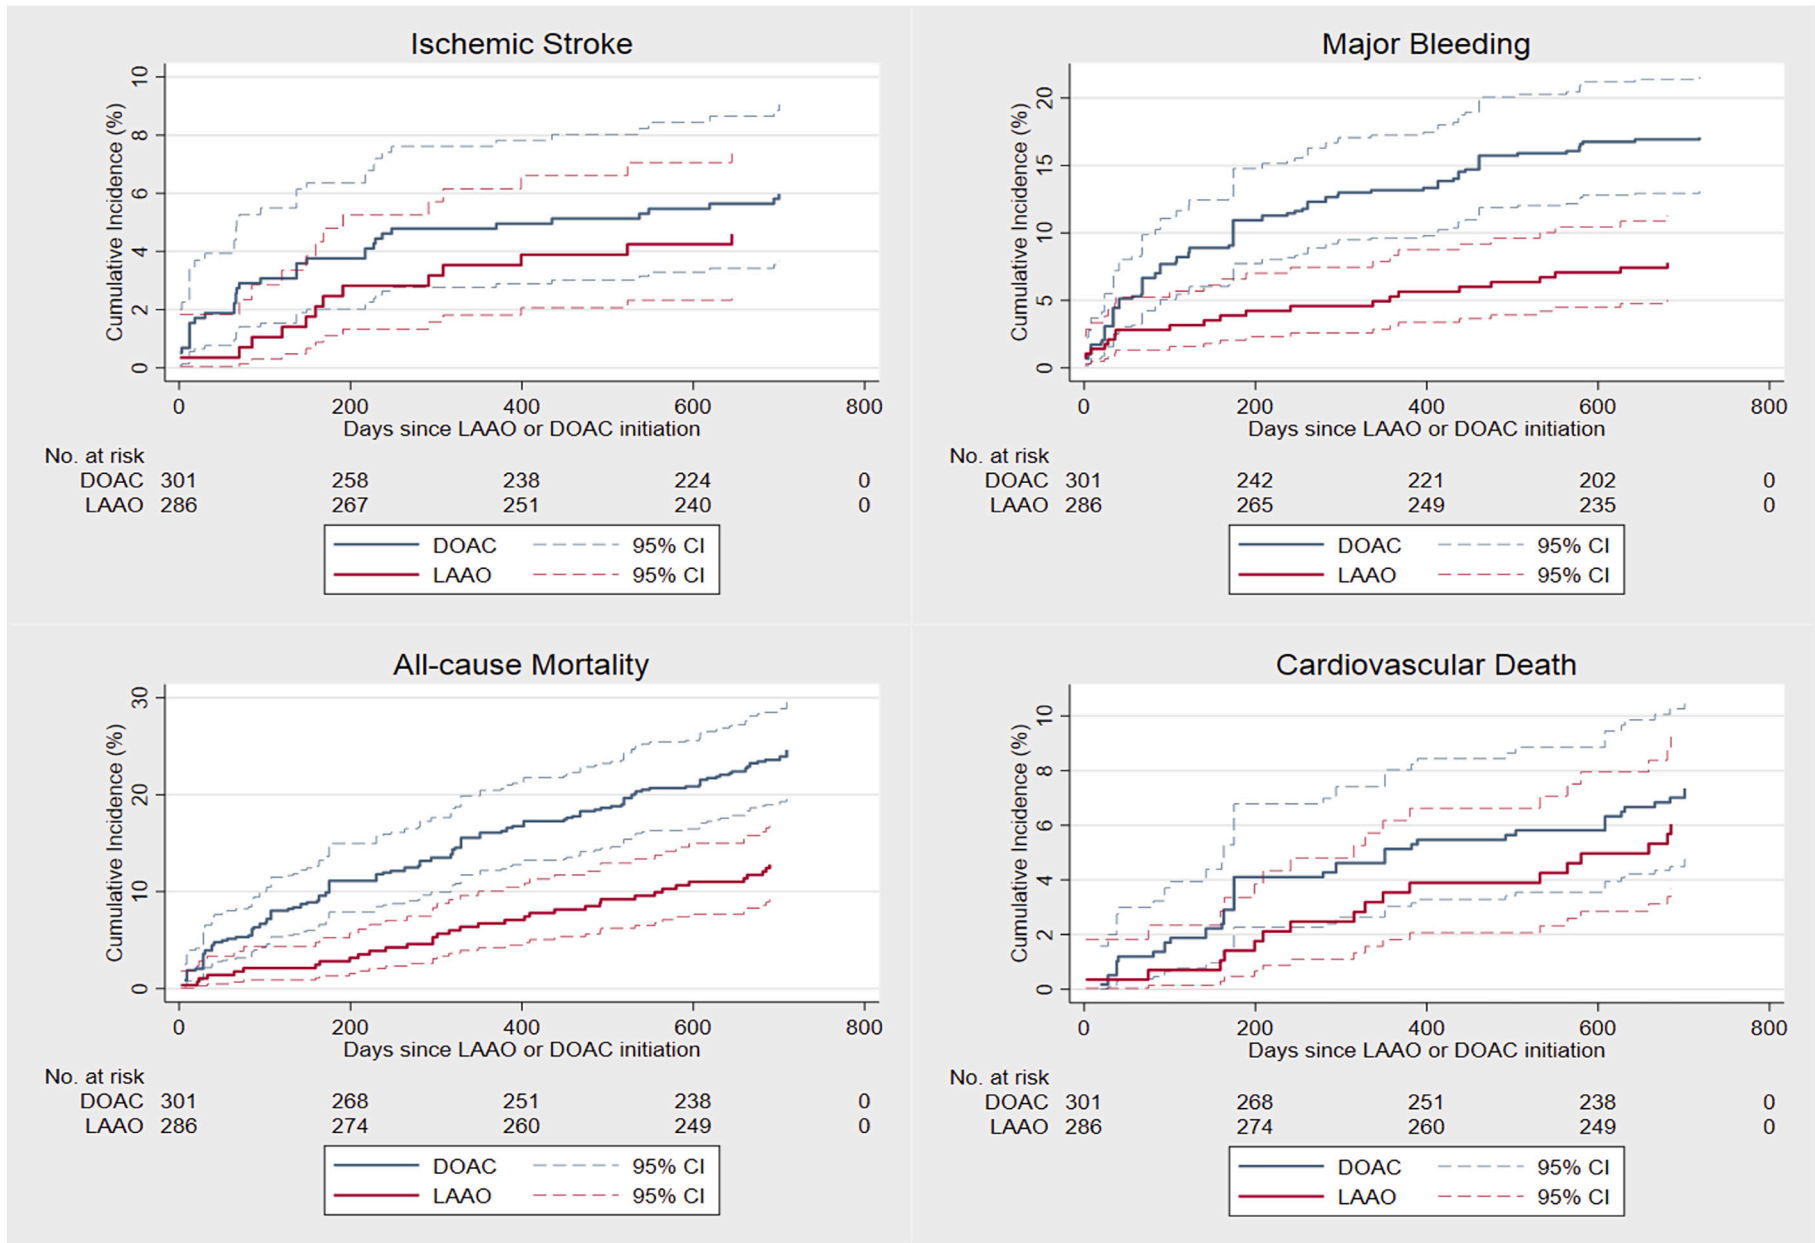 Ischemic Stroke
Cumulative Incidence (%)
10
8
6
4
2
0
0 200 400 600 800
Days since LAAO or DOAC initiation
No. at risk
DOAC 301 258 238 224 0
LAAO 286 267 251 240 0
DOAC 95% CI
LAAO 95% CI
Major Bleeding
Cumulative Incidence (%)
20
15
10
5
0
0 200 400 600 800
Days since LAAO or DOAC initiation
No. at risk
DOAC 301 242 221 202 0
LAAO 286 265 249 235 0
DOAC 95% CI
LAAO 95% CI
All-cause Mortality
Cumulative Incidence (%)
30
20
10
0
0 200 400 600 800
Days since LAAO or DOAC initiation
No. at risk
DOAC 301 268 251 238 0
LAAO 286 274 260 249 0
DOAC 95% CI
LAAO 95% CI
Cardiovascular Death
Cumulative Incidence (%)
10
8
6
4
2
0
0 200 400 600 800
Days since LAAO or DOAC initiation
No. at risk
DOAC 301 268 251 238 0
LAAO 286 274 260 249 0
DOAC 95% CI
LAAO 95% CI